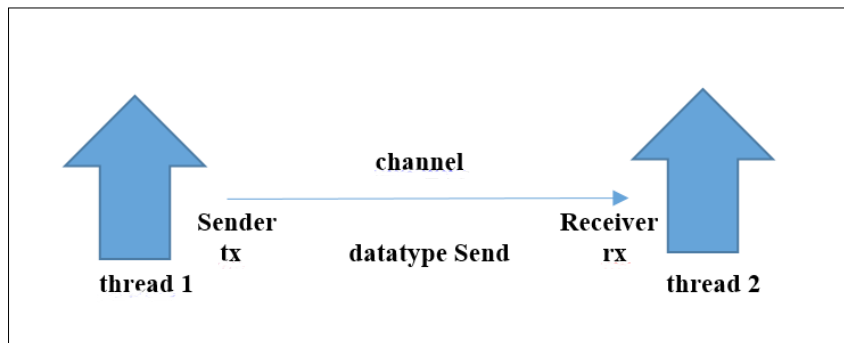 channel
Sender
tx
datatype Send
Receiver
rx
thread 1
thread 2